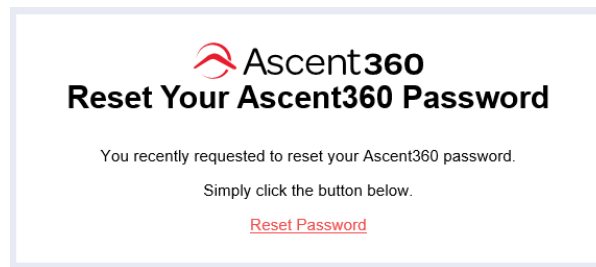 Ascent360
Reset Your Ascent360 Password
You recently requested to reset your Ascent360 password.
Simply click the button below.
Reset Password